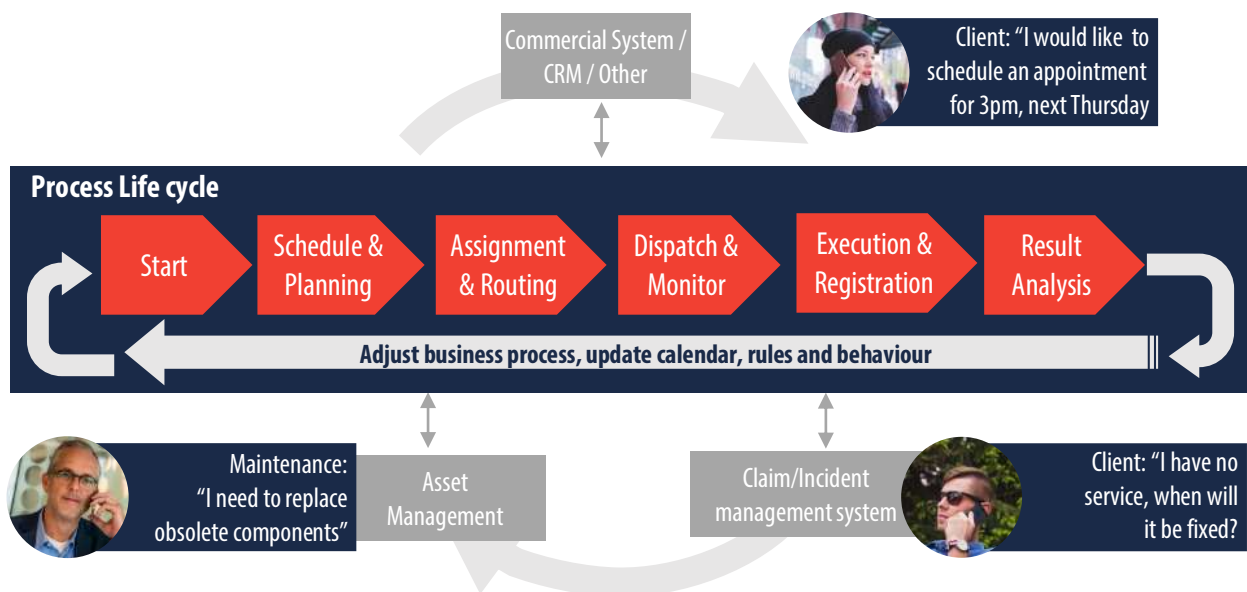 Commercial System /
CRM / Other
Client: “I would like to
schedule an appointment
for 3pm, next Thursday
Process Life cycle
Start
Schedule &
Planning
Assignment
& Routing
Dispatch &
Monitor
Execution &
Registration
Result
Analysis
Adjust business process, update calendar, rules and behaviour
Maintenance:
“I need to replace
obsolete components”
Asset
Management
Claim/Incident
management system
Client: “I have no
service, when will
it be fixed?